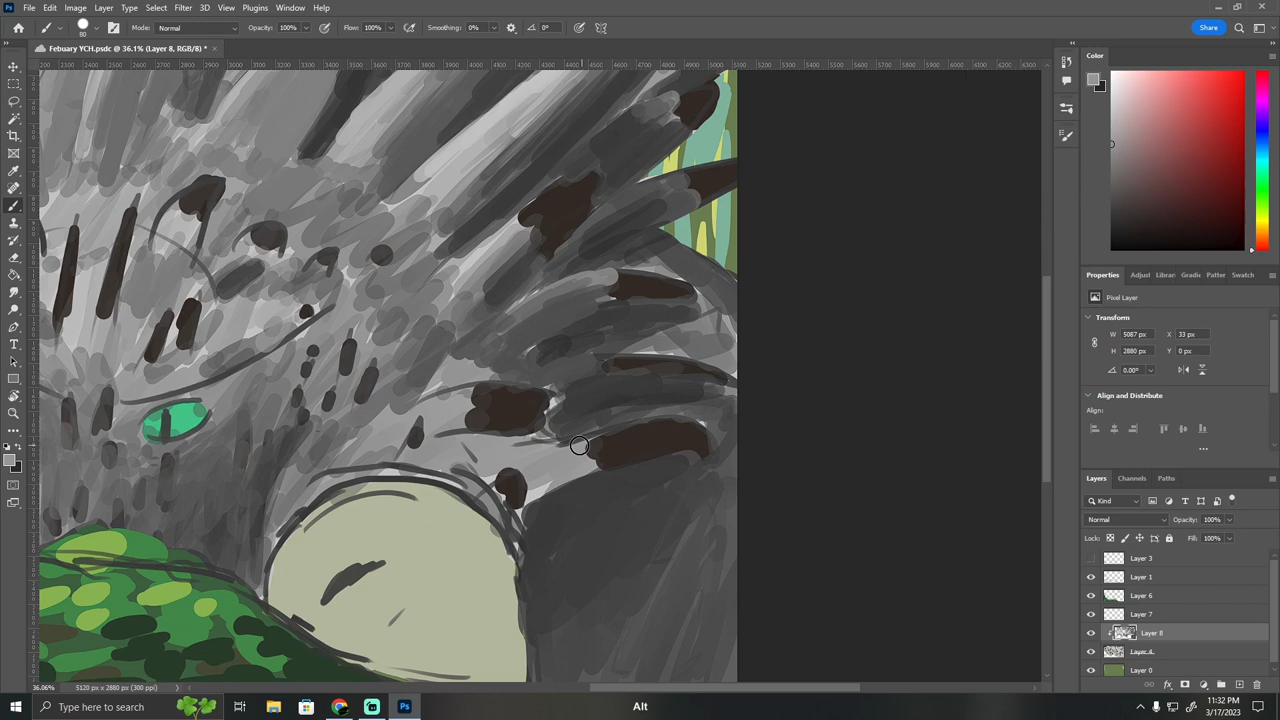 File Edit Image Layer Type Select Filter 3D View Plugins Window Help
80 Mode: Normal Opacity: 100% Flow: 100% Smoothing: 0% 0° Share
Febuary YCH.psdc @ 36.1% (Layer 8, RGB/8) *
Color
Properties Adjust Librar Gradie Patter Swatch
Pixel Layer
Transform
W 5087 px X 33 px
H 2880 px Y 0 px
0.00°
Align and Distribute
Align:
Layers Channels Paths
Kind
Normal Opacity: 100%
Lock: Fill: 100%
Layer 3
Layer 1
Layer 6
Layer 7
Layer 8
Layer 4
Layer 0
36.06% 5120 px x 2880 px (300 ppi)
Type here to search
Alt
11:32 PM
3/17/2023